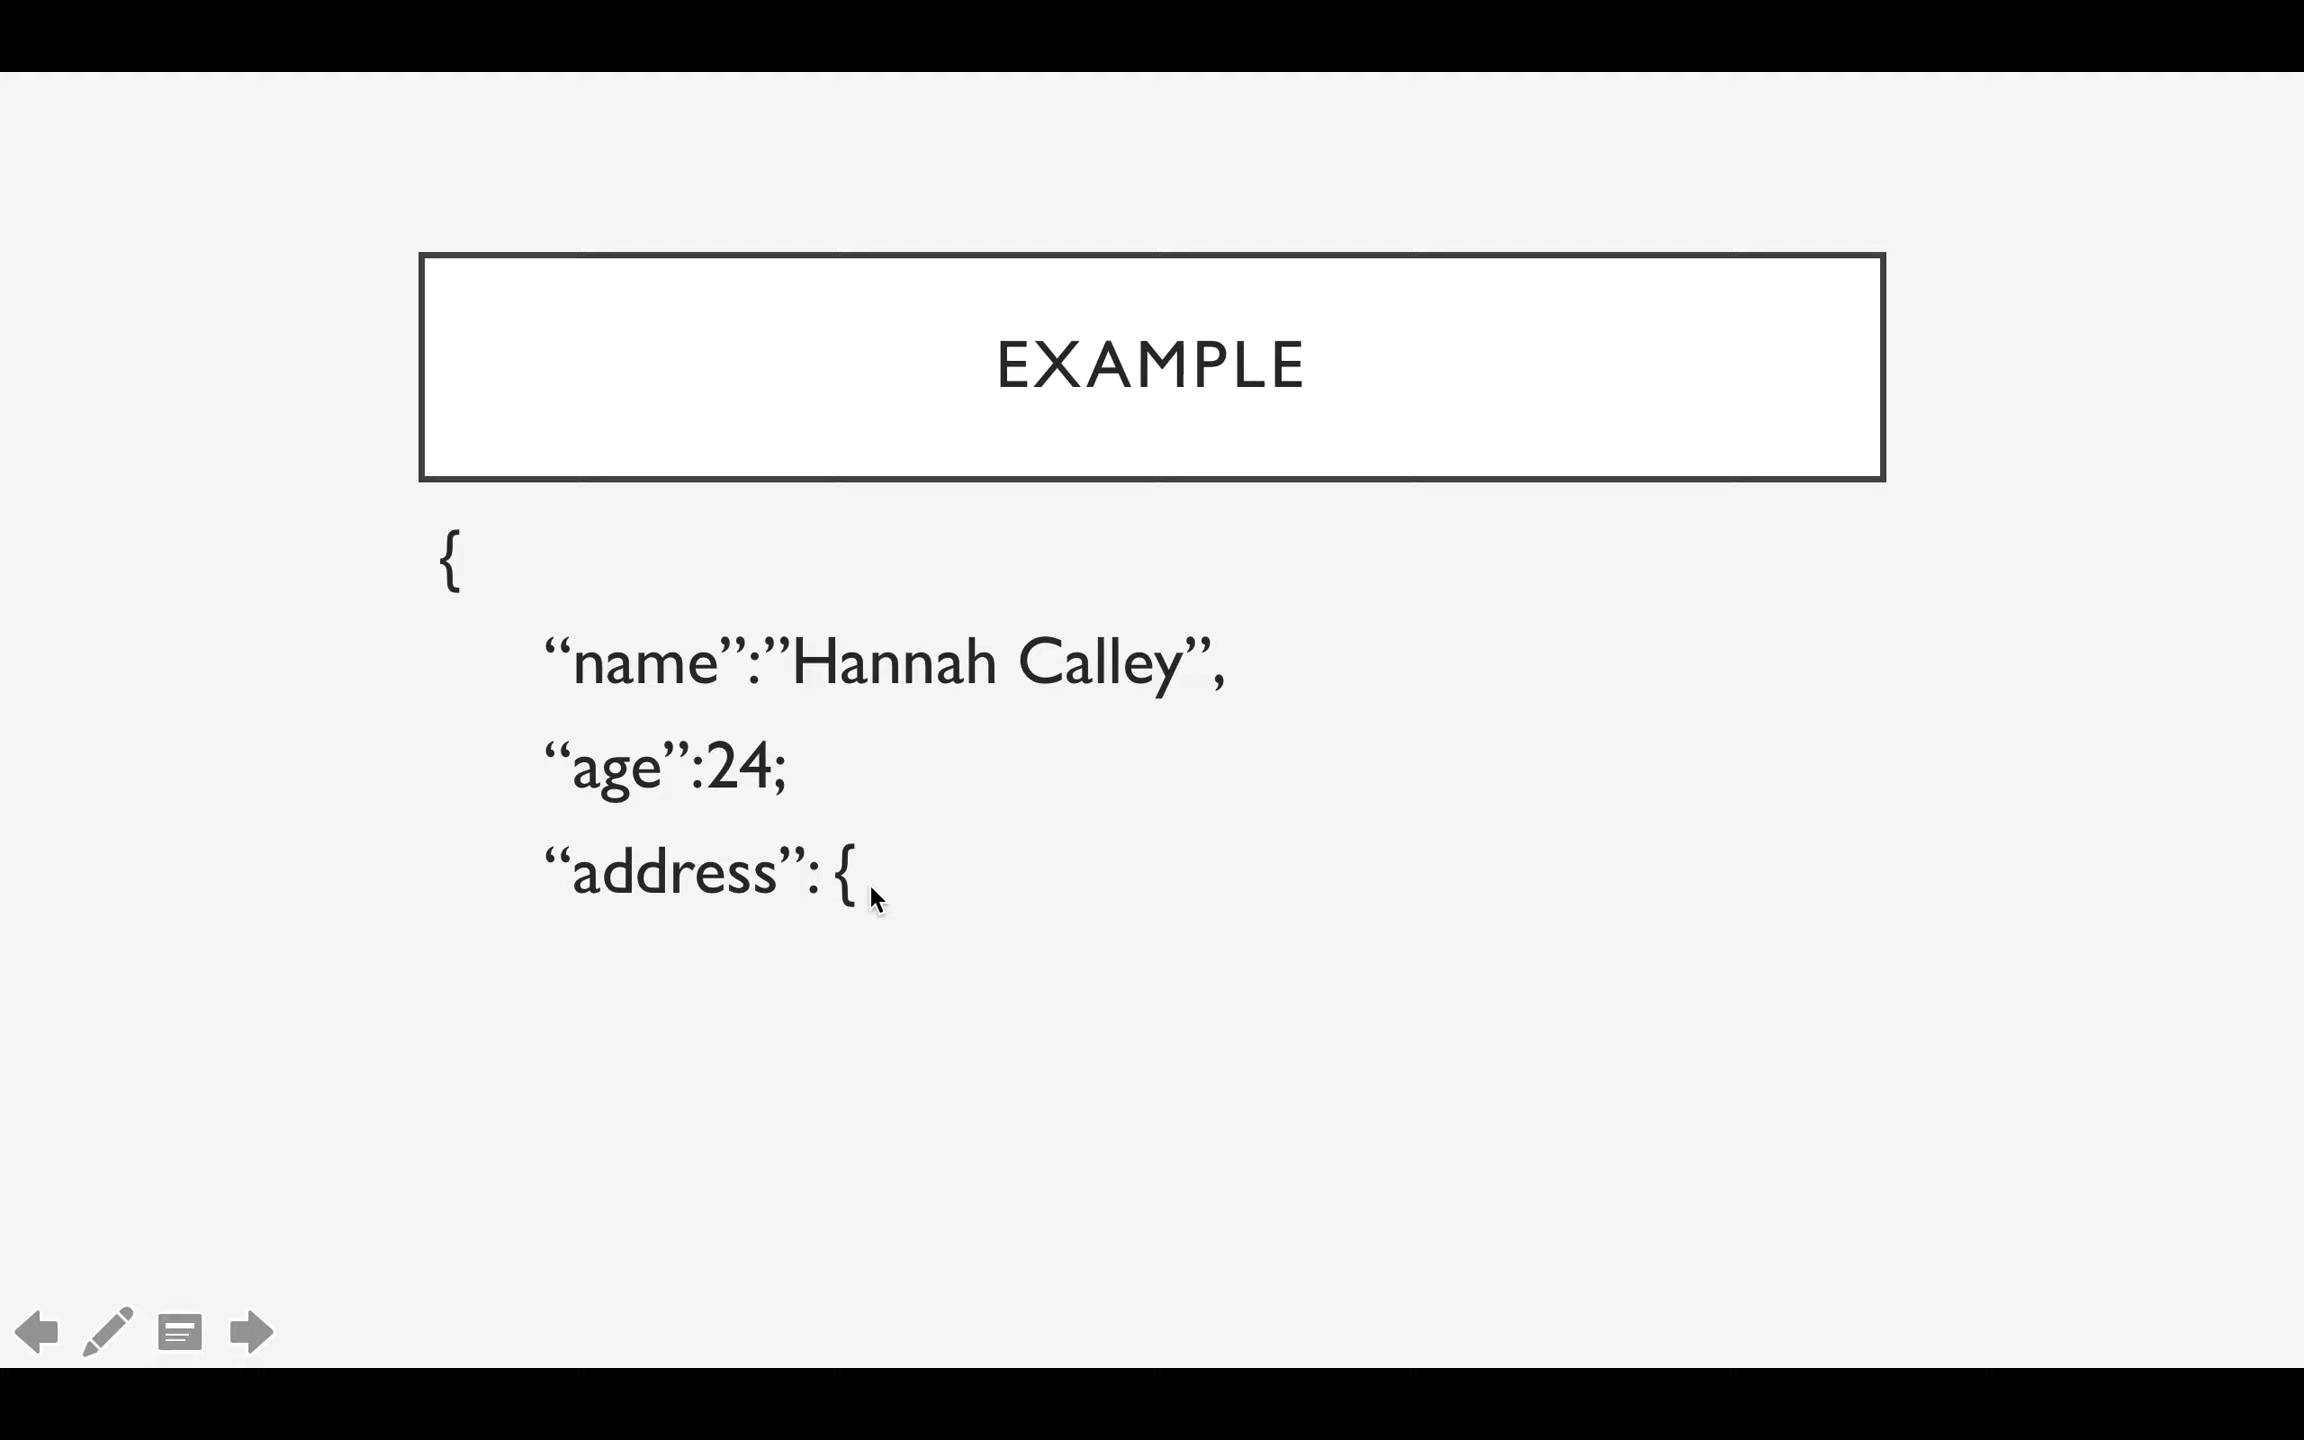 EXAMPLE
{
“name”:”Hannah Calley”,
“age”:24;
“address”: {